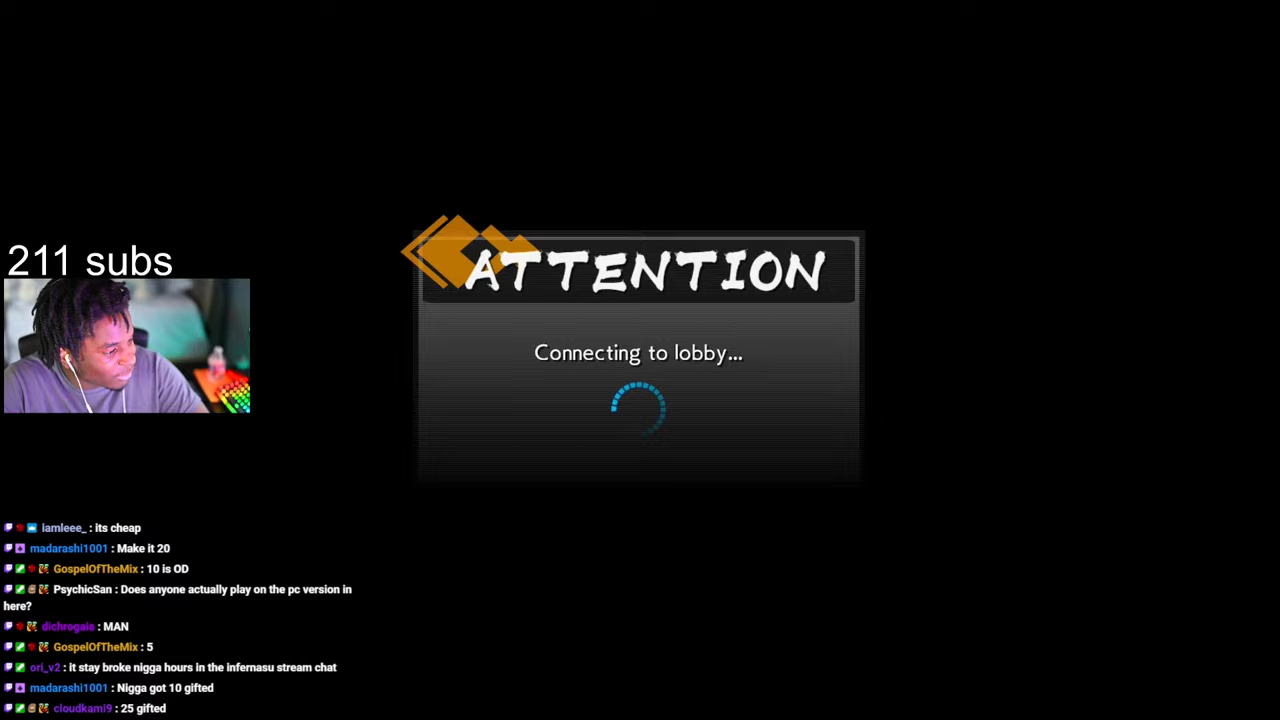 ATTENTION
Connecting to lobby...
211 subs
iamleee_ : its cheap
madarashi1001 : Make it 20
GospelOfTheMix : 10 is OD
PsychicSan : Does anyone actually play on the pc version in
here?
dichrogaia : MAN
GospelOfTheMix : 5
ori_v2 : it stay broke nigga hours in the infernasu stream chat
madarashi1001 : Nigga got 10 gifted
cloudkami9 : 25 gifted